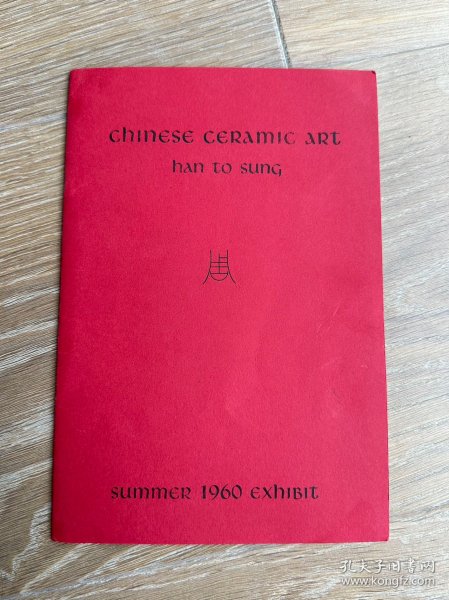 CHINESE CERAMIC ART
han to sung
summer 1960 exhibit
孔夫子旧书网
www.kongfz.com